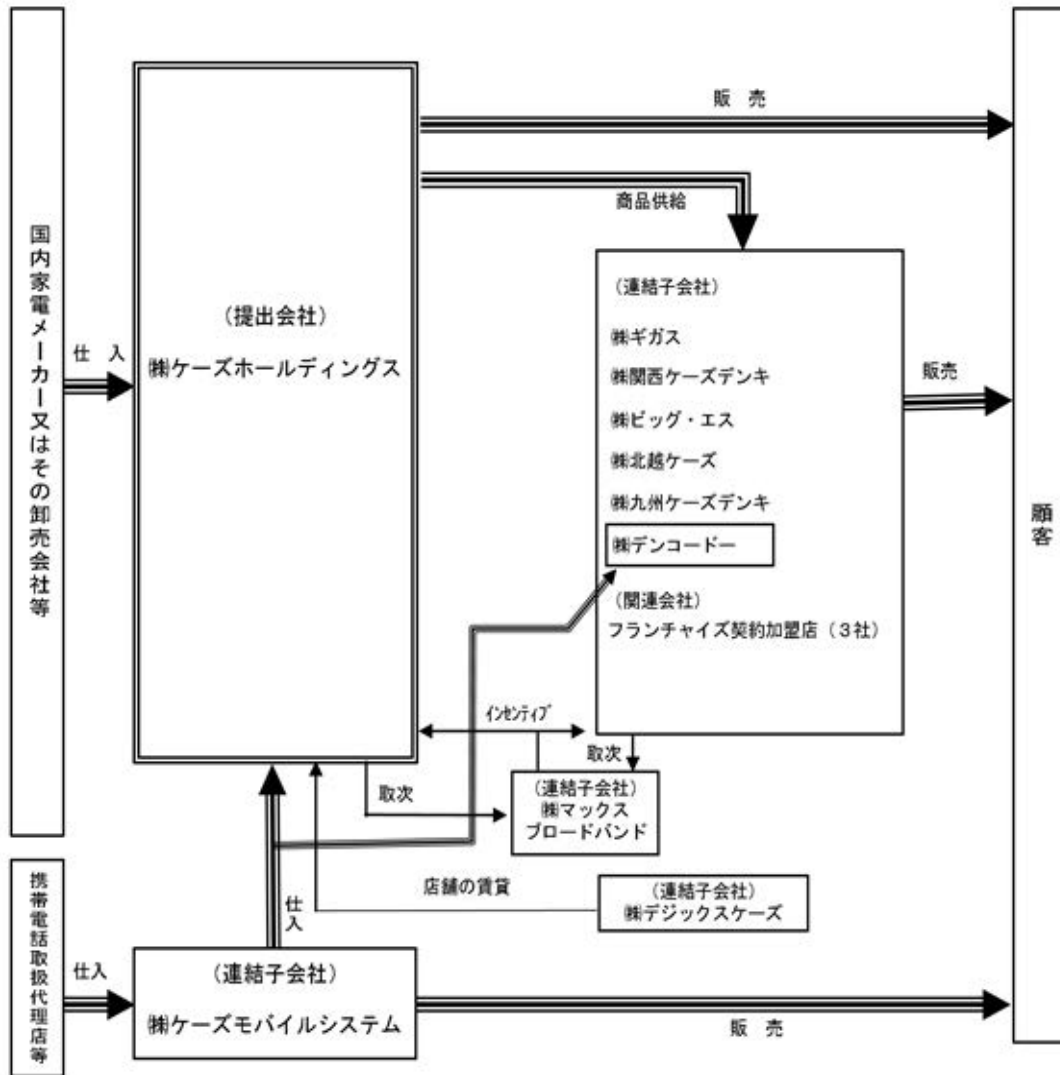 国内家電メーカー又はその卸売会社等
仕　入
（提出会社）
㈱ケーズホールディングス
販　売
商品供給
（連結子会社）
㈱ギガス
㈱関西ケーズデンキ
㈱ビッグ・エス
㈱北越ケーズ
㈱九州ケーズデンキ
㈱デンコードー
（関連会社）
フランチャイズ契約加盟店（３社）
販売
顧客
ｲﾝｾﾝﾃｨﾌﾞ
取次
取次
（連結子会社）
㈱マックス
ブロードバンド
店舗の賃貸
（連結子会社）
㈱デジックスケーズ
仕入
携帯電話取扱代理店等
仕入
（連結子会社）
㈱ケーズモバイルシステム
販　売